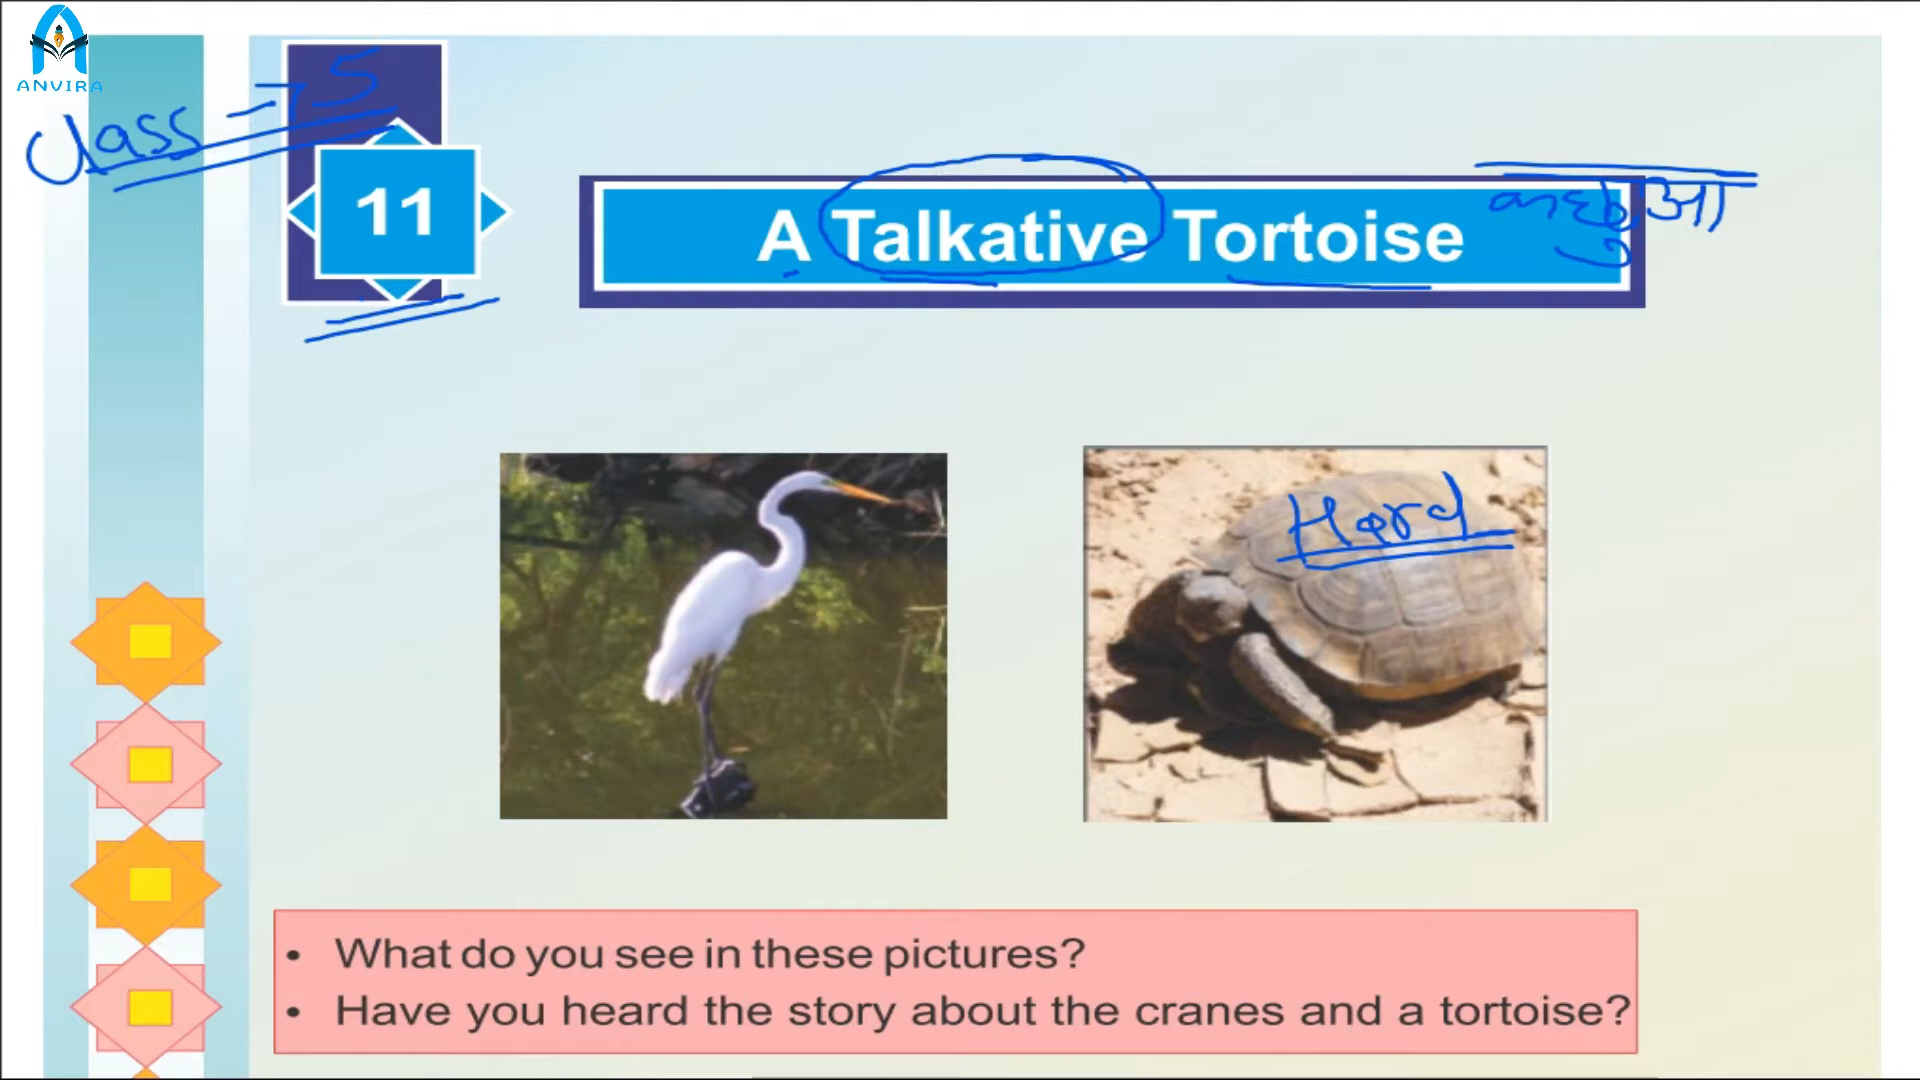 ANVIRA
Class → 5
11
A Talkative Tortoise
कछुआ
Hard
• What do you see in these pictures?
• Have you heard the story about the cranes and a tortoise?